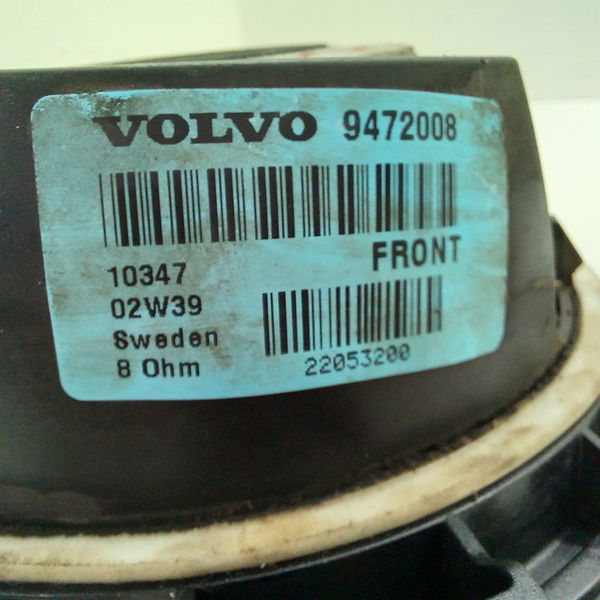 VOLVO 9472008
FRONT
10347
02W39
Sweden
8 Ohm
22053200